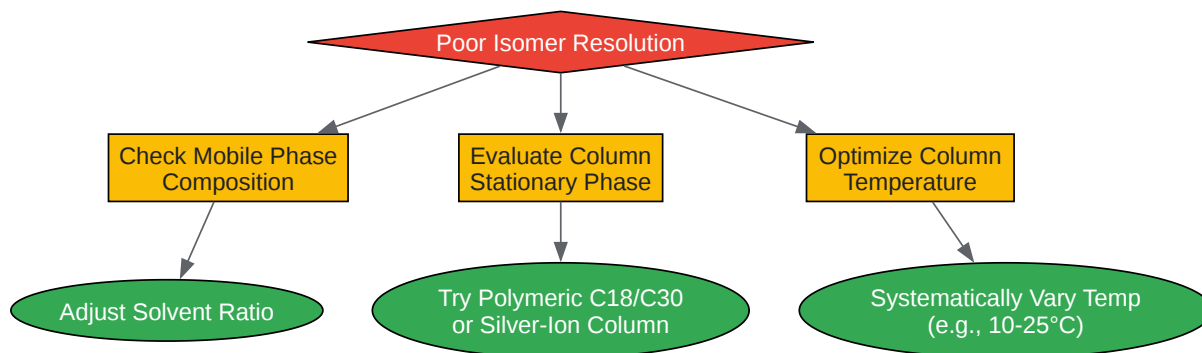 Poor Isomer Resolution
Check Mobile Phase
Composition
Evaluate Column
Stationary Phase
Optimize Column
Temperature
Adjust Solvent Ratio
Try Polymeric C18/C30
or Silver-Ion Column
Systematically Vary Temp
(e.g., 10-25°C)